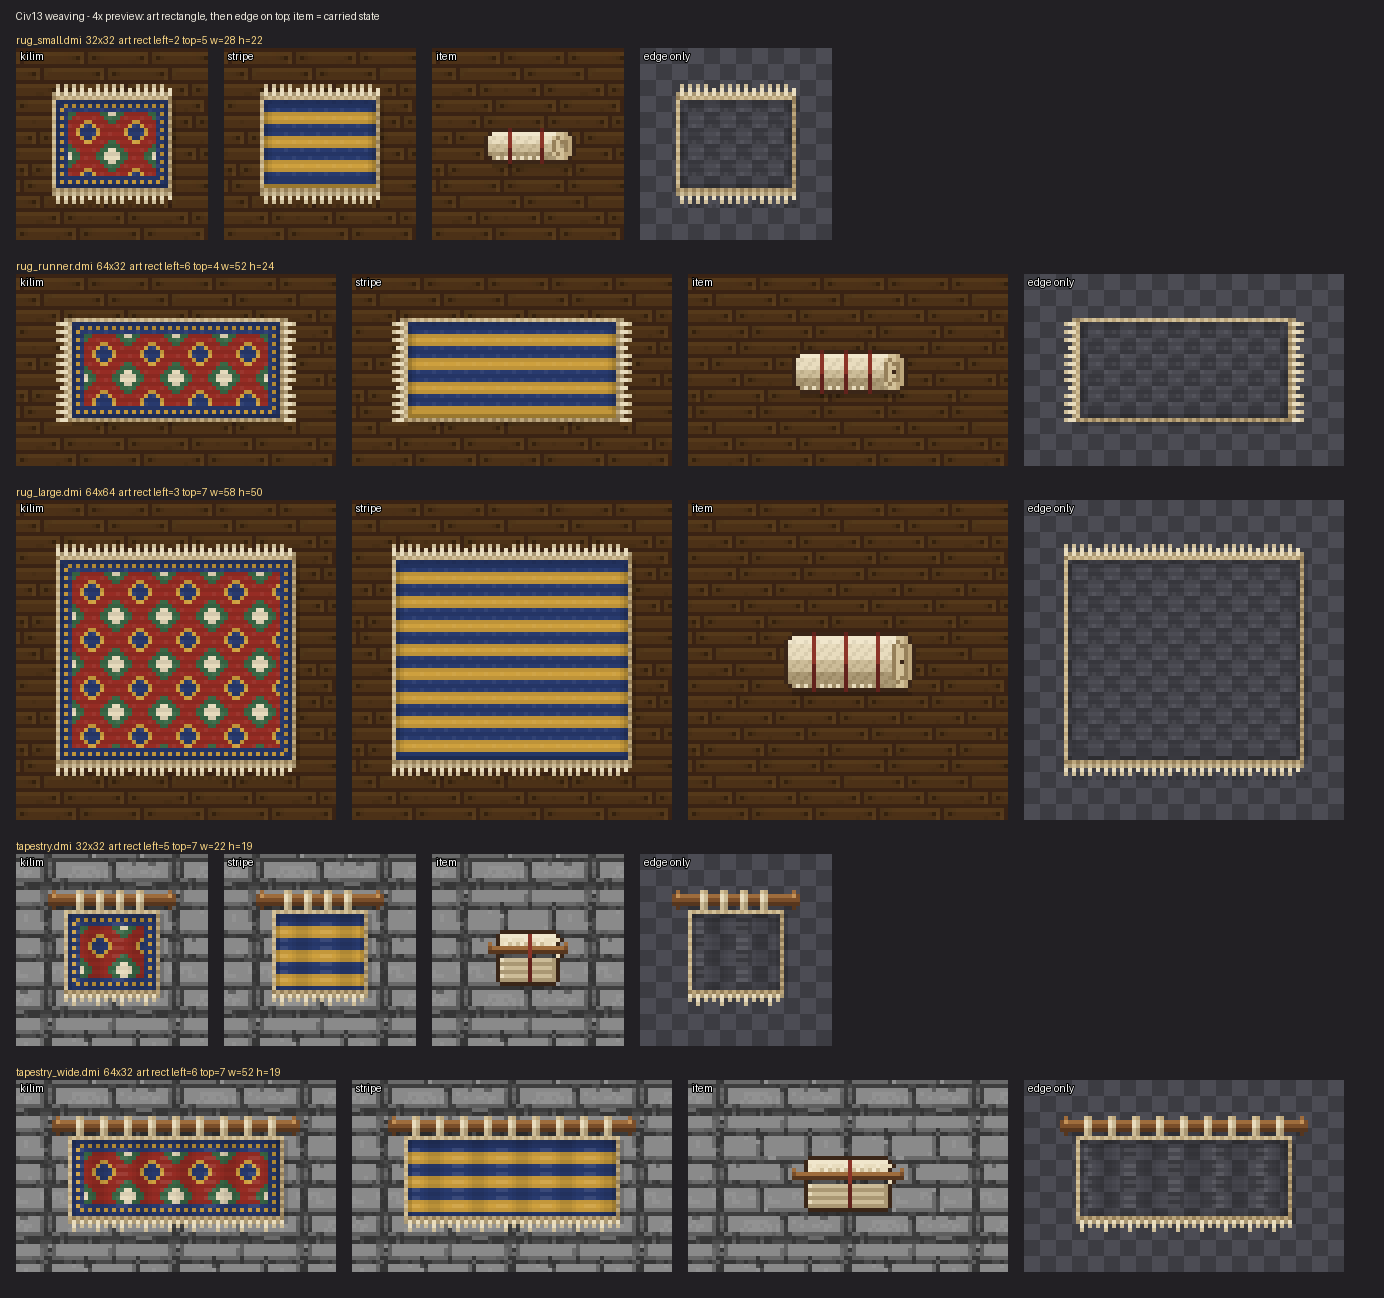 Civ13 weaving - 4x preview: art rectangle, then edge on top; item = carried state
rug_small.dmi 32x32 art rect left=2 top=5 w=28 h=22
kilim stripe item edge only
rug_runner.dmi 64x32 art rect left=6 top=4 w=52 h=24
kilim stripe item edge only
rug_large.dmi 64x64 art rect left=3 top=7 w=58 h=50
kilim stripe item edge only
tapestry.dmi 32x32 art rect left=5 top=7 w=22 h=19
kilim stripe item edge only
tapestry_wide.dmi 64x32 art rect left=6 top=7 w=52 h=19
kilim stripe item edge only